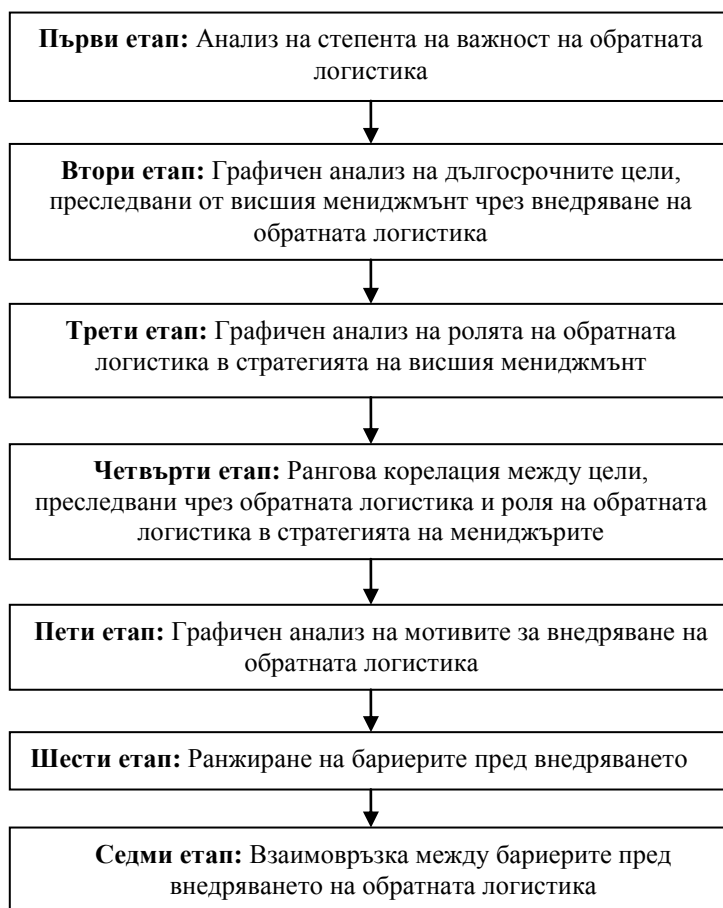 Първи етап: Анализ на степента на важност на обратната
логистика
Втори етап: Графичен анализ на дългосрочните цели,
преследвани от висшия мениджмънт чрез внедряване на
обратната логистика
Трети етап: Графичен анализ на ролята на обратната
логистика в стратегията на висшия мениджмънт
Четвърти етап: Рангова корелация между цели,
преследвани чрез обратната логистика и роля на обратната
логистика в стратегията на мениджърите
Пети етап: Графичен анализ на мотивите за внедряване на
обратната логистика
Шести етап: Ранжиране на бариерите пред внедряването
Седми етап: Взаимовръзка между бариерите пред
внедряването на обратната логистика